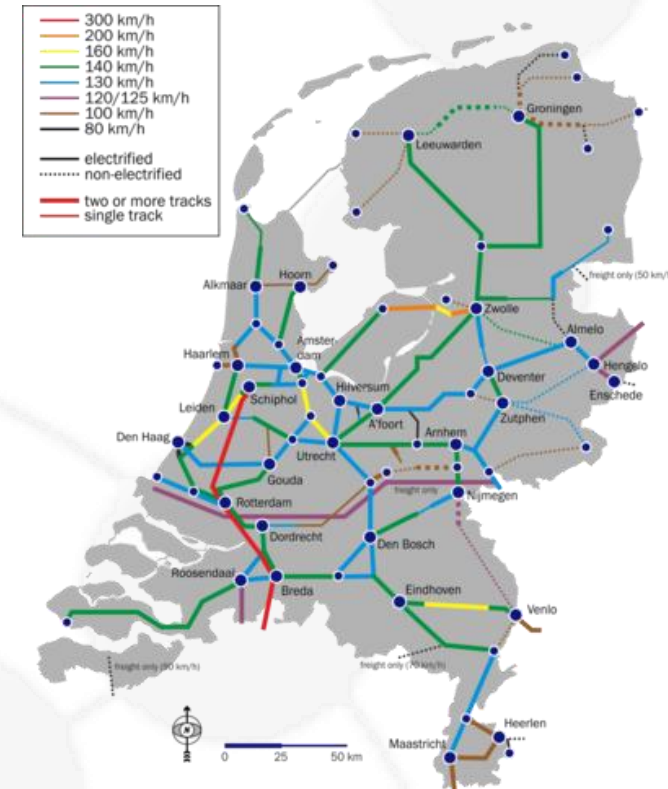 300 km/h
200 km/h
160 km/h
140 km/h
130 km/h
120/125 km/h
100 km/h
80 km/h
electrified
non-electrified
two or more tracks
single track
Groningen
Leeuwarden
Alkmaar
Hoorn
freight only (50 km/h
Zwolle
Almelo
Haarlem
Amster-
dam
Hengelo
Schiphol
Hilversum
Deventer
Enschede
Leiden
A'foort
Zutphen
Den Haag
Utrecht
Arnhem
Gouda
freight only
Nijmegen
Rotterdam
Dordrecht
Den Bosch
Roosendaal
Breda
Eindhoven
Venlo
freight only (90 km/h)
freight only (70 km/h)
N
Heerlen
Maastricht
0 25 50 km